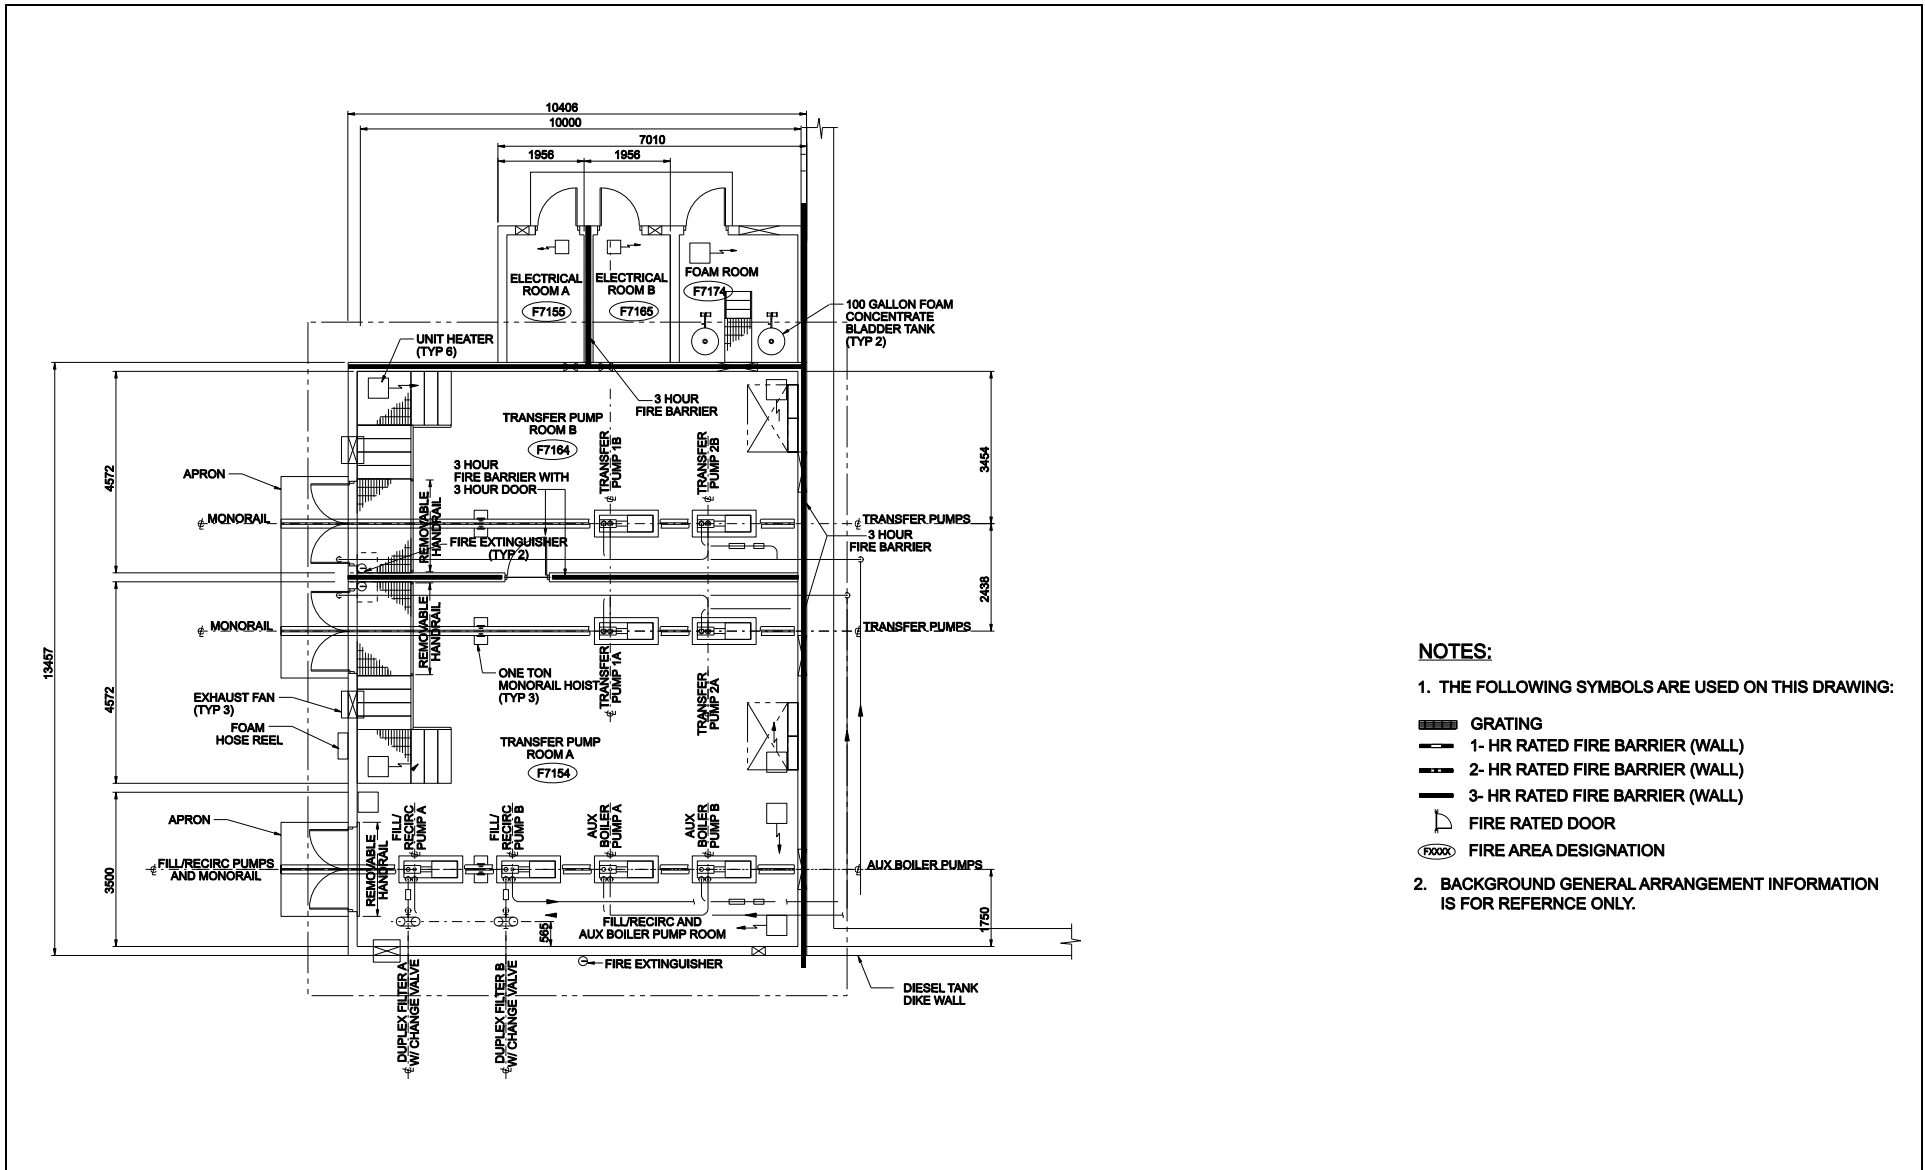 10406
10000
7010
1956
1956
ELECTRICAL
ROOM A
F7155
ELECTRICAL
ROOM B
F7165
FOAM ROOM
F7174
100 GALLON FOAM
CONCENTRATE
BLADDER TANK
(TYP 2)
UNIT HEATER
(TYP 6)
3 HOUR
FIRE BARRIER
TRANSFER PUMP
ROOM B
F7164
TRANSFER
PUMP 1B
TRANSFER
PUMP 2B
3 HOUR
FIRE BARRIER WITH
3 HOUR DOOR
APRON
4572
3454
REMOVABLE
HANDRAIL
MONORAIL
TRANSFER PUMPS
3 HOUR
FIRE BARRIER
FIRE EXTINGUISHER
(TYP 2)
2438
REMOVABLE
HANDRAIL
MONORAIL
TRANSFER PUMPS
13457
4572
ONE TON
MONORAIL HOIST
(TYP 3)
TRANSFER
PUMP 1A
TRANSFER
PUMP 2A
EXHAUST FAN
(TYP 3)
FOAM
HOSE REEL
TRANSFER PUMP
ROOM A
F7154
APRON
FILL/
RECIRC
PUMP A
FILL/
RECIRC
PUMP B
AUX
BOILER
PUMP A
AUX
BOILER
PUMP B
REMOVABLE
HANDRAIL
FILL/RECIRC PUMPS
AND MONORAIL
AUX BOILER PUMPS
3500
1750
565
FILL/RECIRC AND
AUX BOILER PUMP ROOM
FIRE EXTINGUISHER
DUPLEX FILTER A
W/ CHANGE VALVE
DUPLEX FILTER B
W/ CHANGE VALVE
DIESEL TANK
DIKE WALL
NOTES:
1. THE FOLLOWING SYMBOLS ARE USED ON THIS DRAWING:
GRATING
1- HR RATED FIRE BARRIER (WALL)
2- HR RATED FIRE BARRIER (WALL)
3- HR RATED FIRE BARRIER (WALL)
FIRE RATED DOOR
FXXXX FIRE AREA DESIGNATION
2. BACKGROUND GENERAL ARRANGEMENT INFORMATION
IS FOR REFERNCE ONLY.